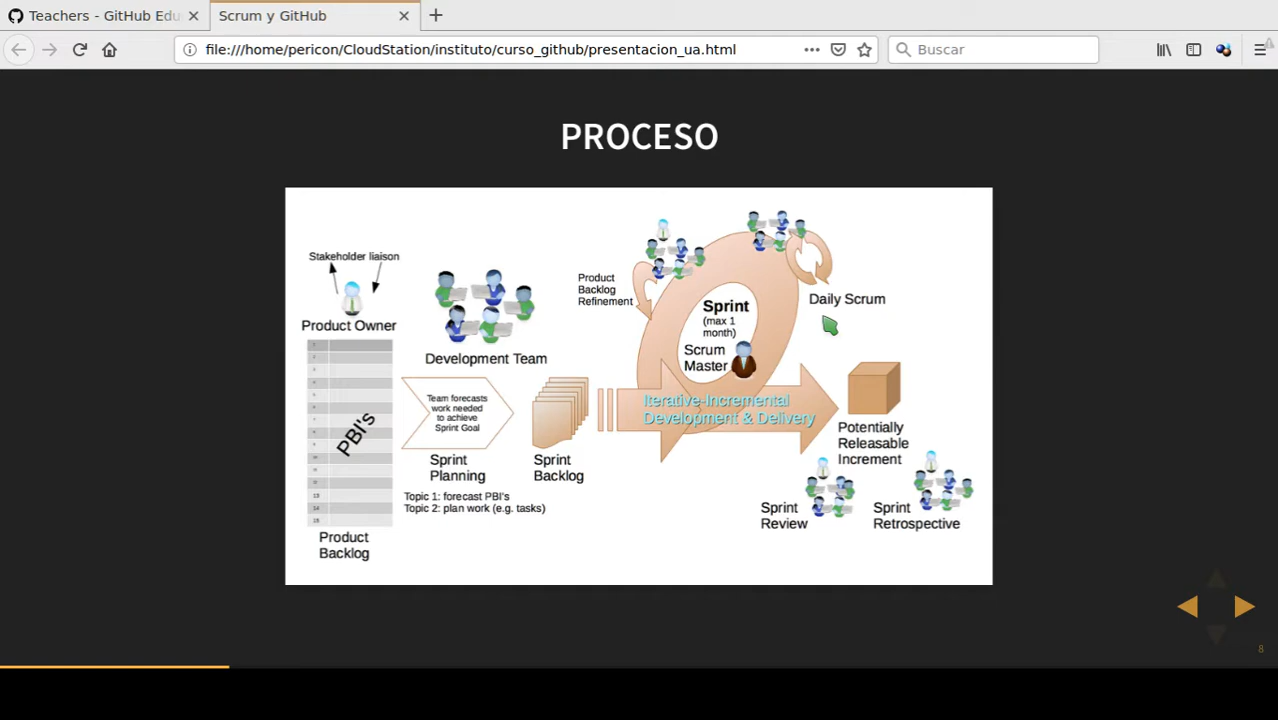 Teachers - GitHub Edu
Scrum y GitHub
file:///home/pericon/CloudStation/instituto/curso_github/presentacion_ua.html
Buscar
PROCESO
Stakeholder liaison
Product Owner
PBI's
13
14
15
Product
Backlog
Development Team
Team forecasts
work needed
to achieve
Sprint Goal
Sprint
Planning
Topic 1: forecast PBI's
Topic 2: plan work (e.g. tasks)
Sprint
Backlog
Product
Backlog
Refinement
Sprint
(max 1
month)
Scrum
Master
Daily Scrum
Iterative-Incremental
Development & Delivery
Potentially
Releasable
Increment
Sprint
Review
Sprint
Retrospective
8